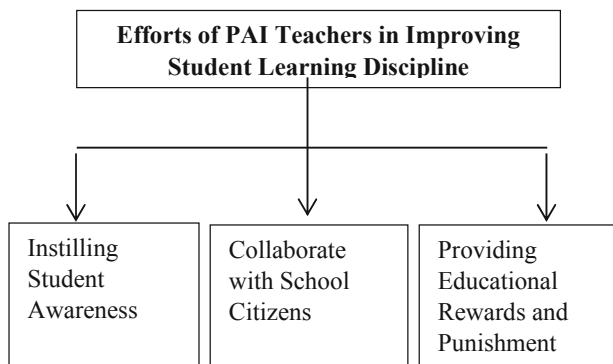 Efforts of PAI Teachers in Improving
Student Learning Discipline
Instilling
Student
Awareness
Collaborate
with School
Citizens
Providing
Educational
Rewards and
Punishment